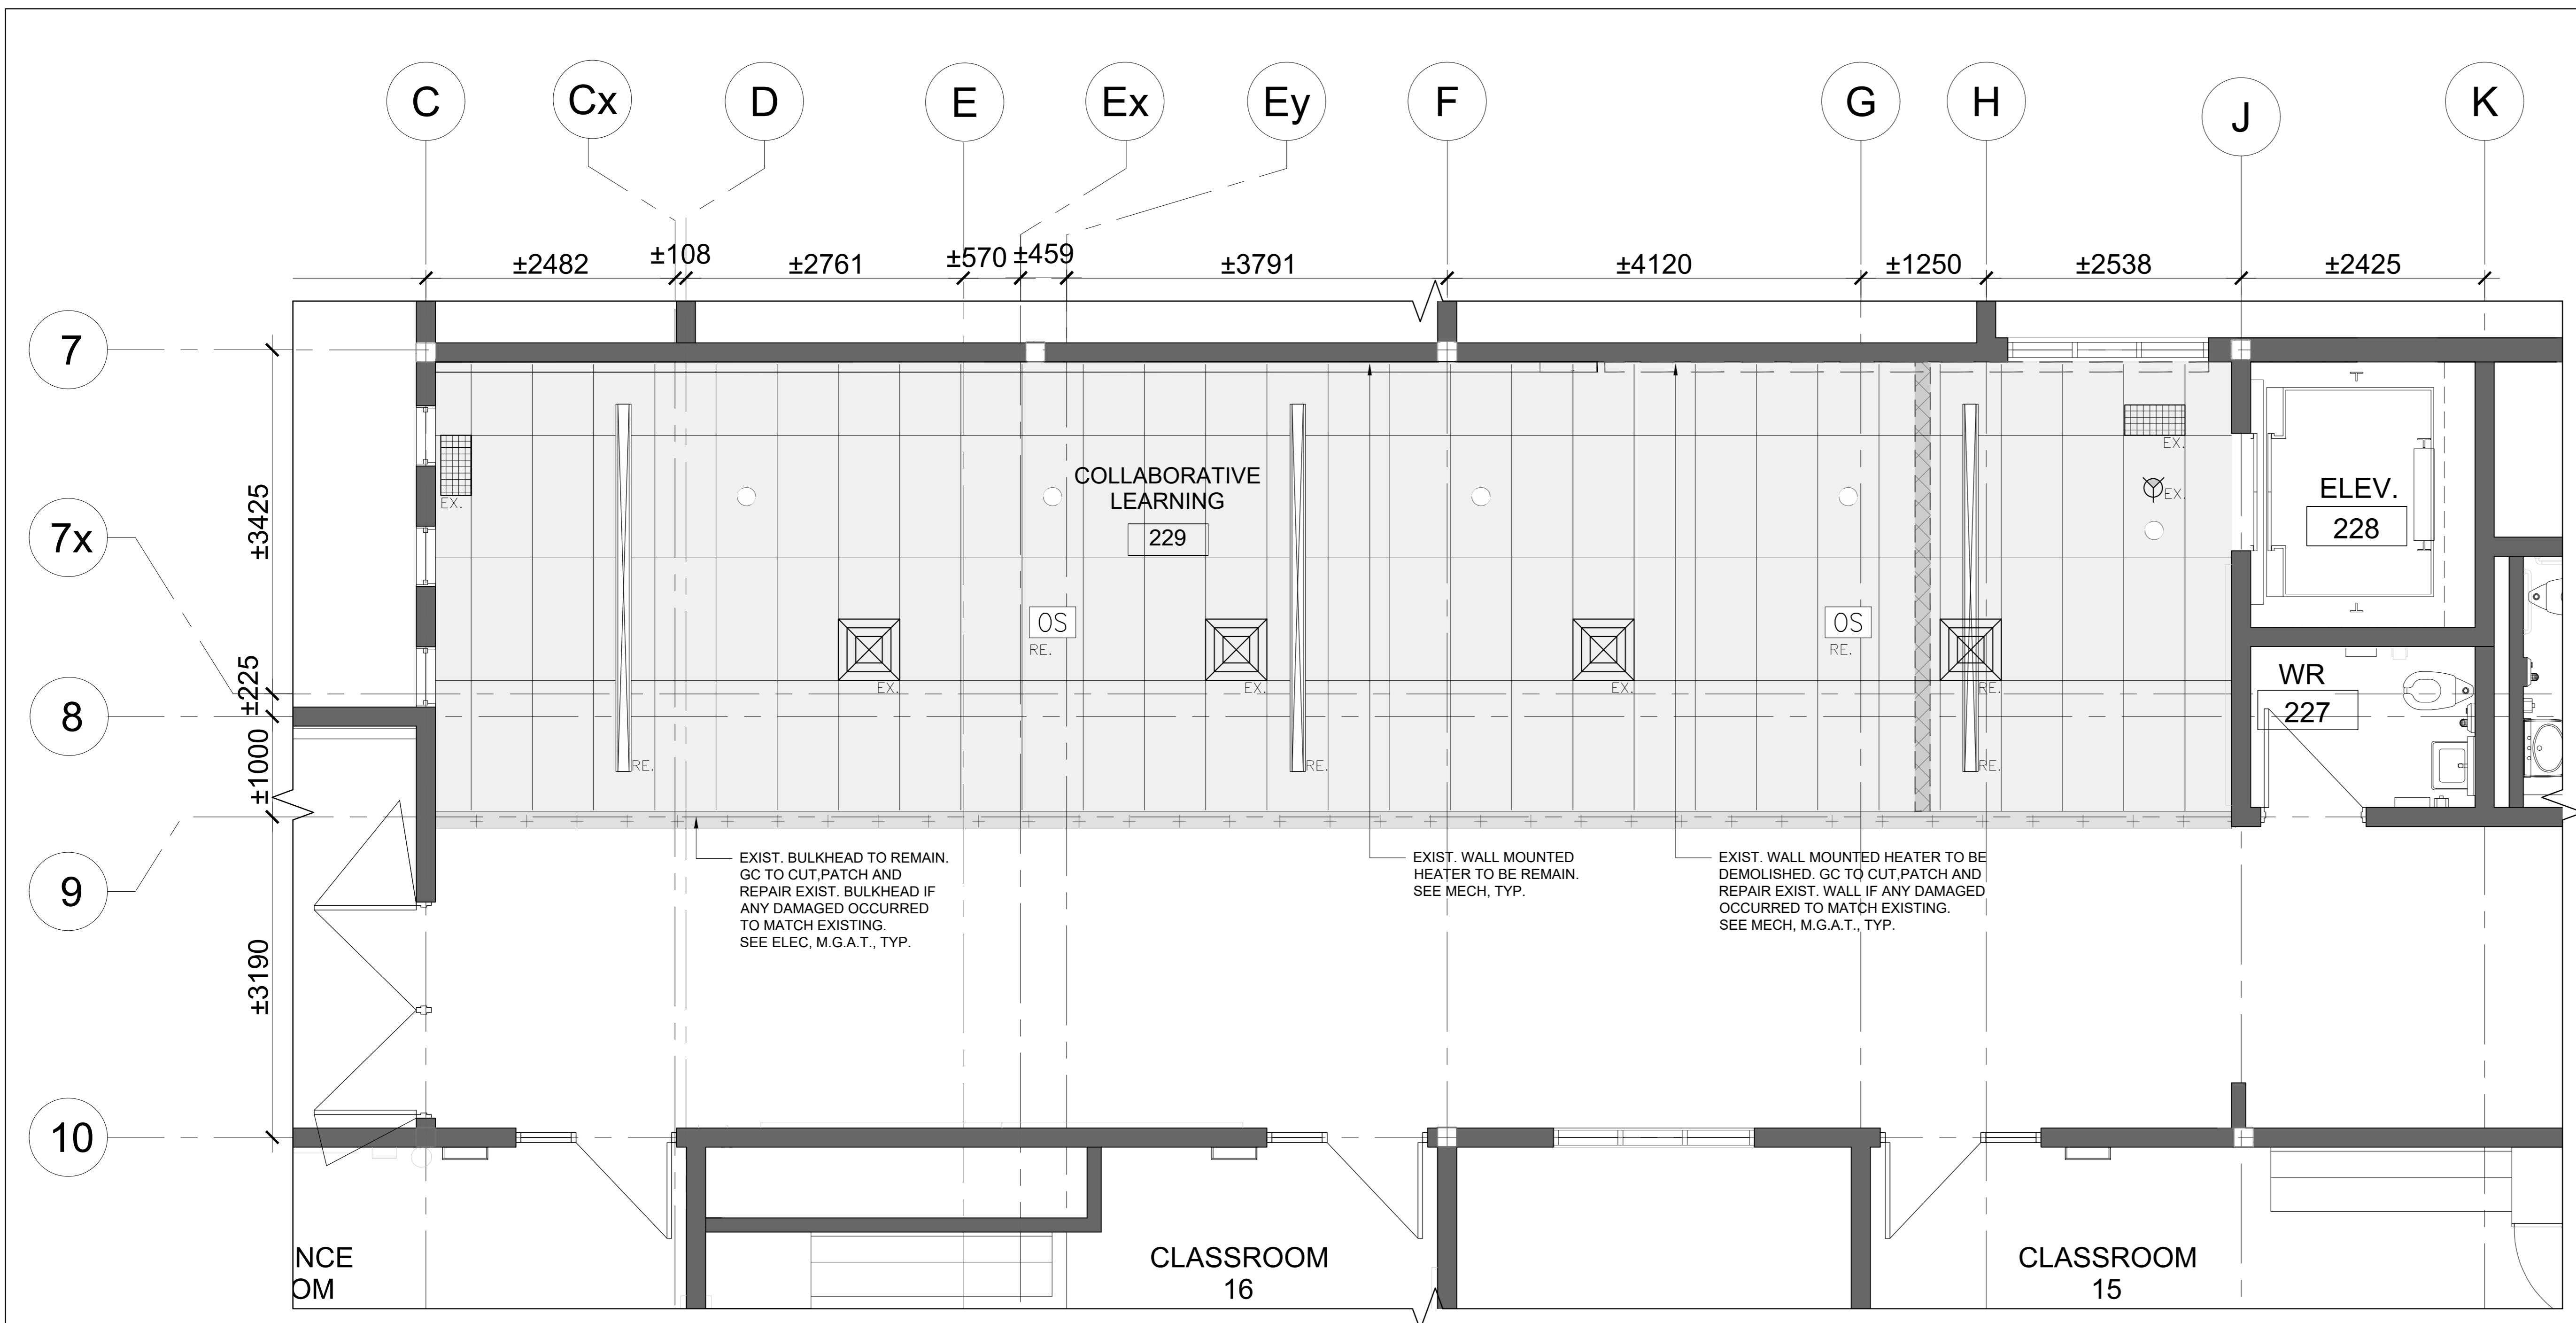 C
Cx
D
E
Ex
Ey
F
G
H
J
K
±2482
±108
±2761
±570
±459
±3791
±4120
±1250
±2538
±2425
7
7x
8
9
10
±3425
±225
±1000
±3190
COLLABORATIVE
LEARNING
229
EX.
EX.
EX.
ELEV.
228
OS
RE.
OS
RE.
EX.
EX.
EX.
RE.
WR
227
RE.
RE.
RE.
EXIST. BULKHEAD TO REMAIN.
GC TO CUT,PATCH AND
REPAIR EXIST. BULKHEAD IF
ANY DAMAGED OCCURRED
TO MATCH EXISTING.
SEE ELEC, M.G.A.T., TYP.
EXIST. WALL MOUNTED
HEATER TO BE REMAIN.
SEE MECH, TYP.
EXIST. WALL MOUNTED HEATER TO BE
DEMOLISHED. GC TO CUT,PATCH AND
REPAIR EXIST. WALL IF ANY DAMAGED
OCCURRED TO MATCH EXISTING.
SEE MECH, M.G.A.T., TYP.
NCE
OM
CLASSROOM
16
CLASSROOM
15